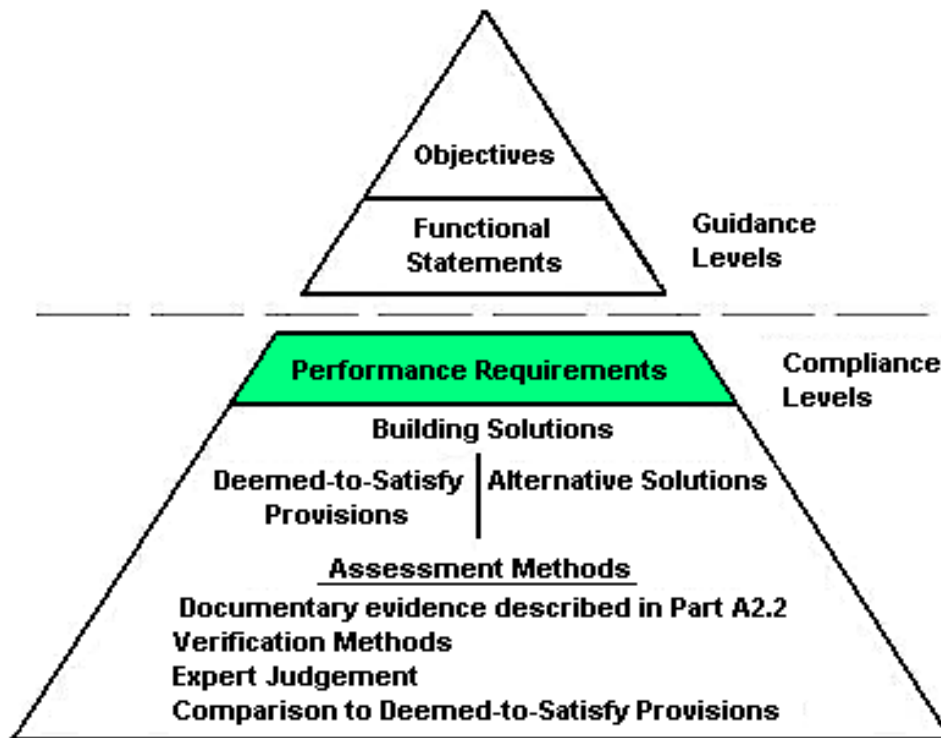 Objectives
Functional
Statements
Guidance
Levels
Performance Requirements
Compliance
Levels
Building Solutions
Deemed-to-Satisfy
Provisions
Alternative Solutions
Assessment Methods
Documentary evidence described in Part A2.2
Verification Methods
Expert Judgement
Comparison to Deemed-to-Satisfy Provisions